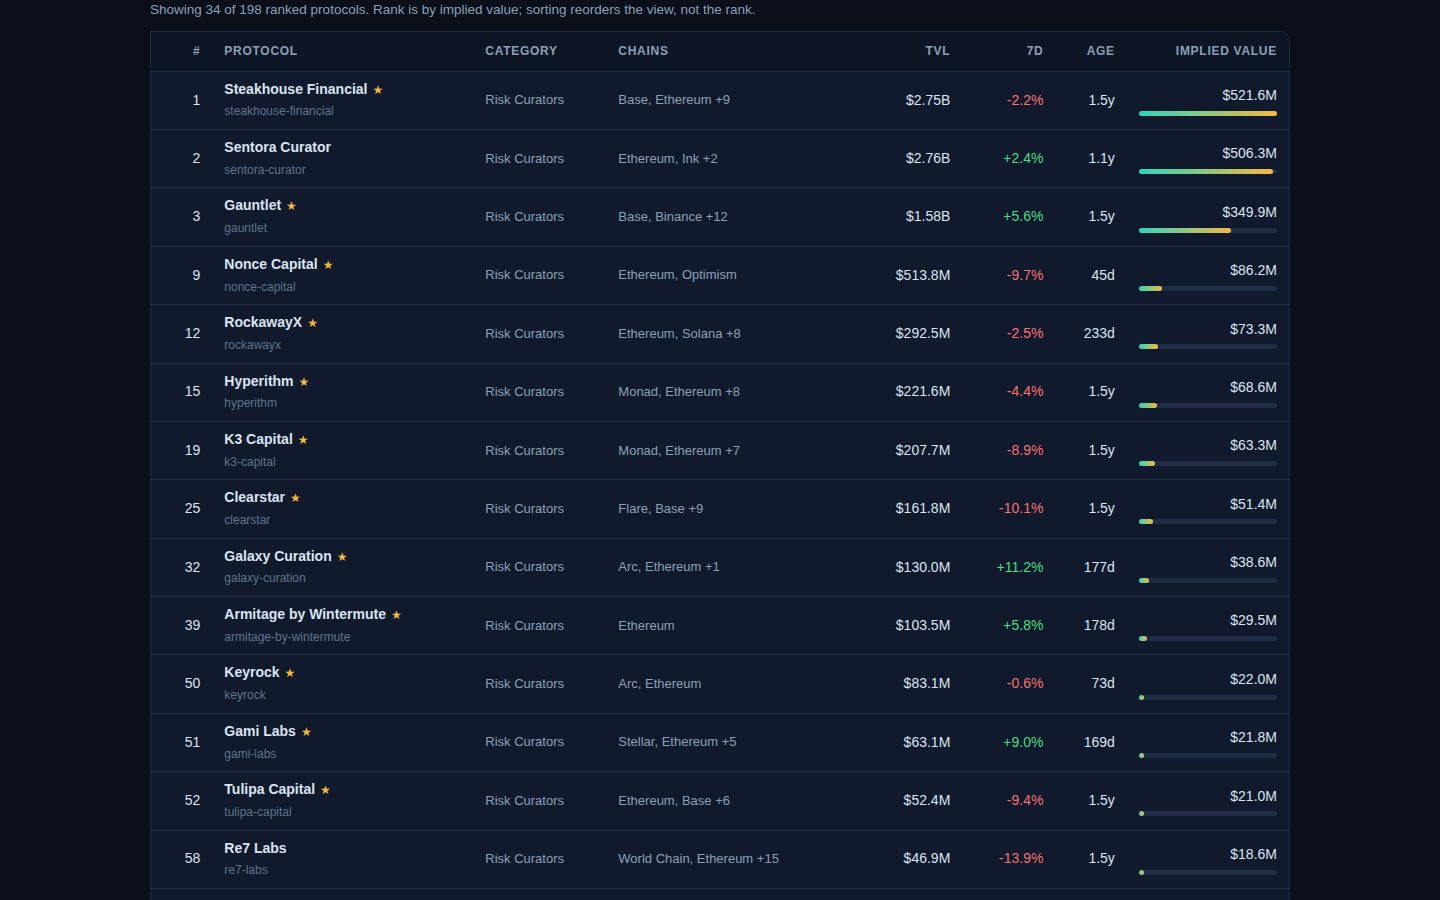 Showing 34 of 198 ranked protocols. Rank is by implied value; sorting reorders the view, not the rank.
# PROTOCOL CATEGORY CHAINS TVL 7D AGE IMPLIED VALUE
1 Steakhouse Financial ★ Risk Curators Base, Ethereum +9 $2.75B -2.2% 1.5y $521.6M
steakhouse-financial
2 Sentora Curator Risk Curators Ethereum, Ink +2 $2.76B +2.4% 1.1y $506.3M
sentora-curator
3 Gauntlet ★ Risk Curators Base, Binance +12 $1.58B +5.6% 1.5y $349.9M
gauntlet
9 Nonce Capital ★ Risk Curators Ethereum, Optimism $513.8M -9.7% 45d $86.2M
nonce-capital
12 RockawayX ★ Risk Curators Ethereum, Solana +8 $292.5M -2.5% 233d $73.3M
rockawayx
15 Hyperithm ★ Risk Curators Monad, Ethereum +8 $221.6M -4.4% 1.5y $68.6M
hyperithm
19 K3 Capital ★ Risk Curators Monad, Ethereum +7 $207.7M -8.9% 1.5y $63.3M
k3-capital
25 Clearstar ★ Risk Curators Flare, Base +9 $161.8M -10.1% 1.5y $51.4M
clearstar
32 Galaxy Curation ★ Risk Curators Arc, Ethereum +1 $130.0M +11.2% 177d $38.6M
galaxy-curation
39 Armitage by Wintermute ★ Risk Curators Ethereum $103.5M +5.8% 178d $29.5M
armitage-by-wintermute
50 Keyrock ★ Risk Curators Arc, Ethereum $83.1M -0.6% 73d $22.0M
keyrock
51 Gami Labs ★ Risk Curators Stellar, Ethereum +5 $63.1M +9.0% 169d $21.8M
gami-labs
52 Tulipa Capital ★ Risk Curators Ethereum, Base +6 $52.4M -9.4% 1.5y $21.0M
tulipa-capital
58 Re7 Labs Risk Curators World Chain, Ethereum +15 $46.9M -13.9% 1.5y $18.6M
re7-labs